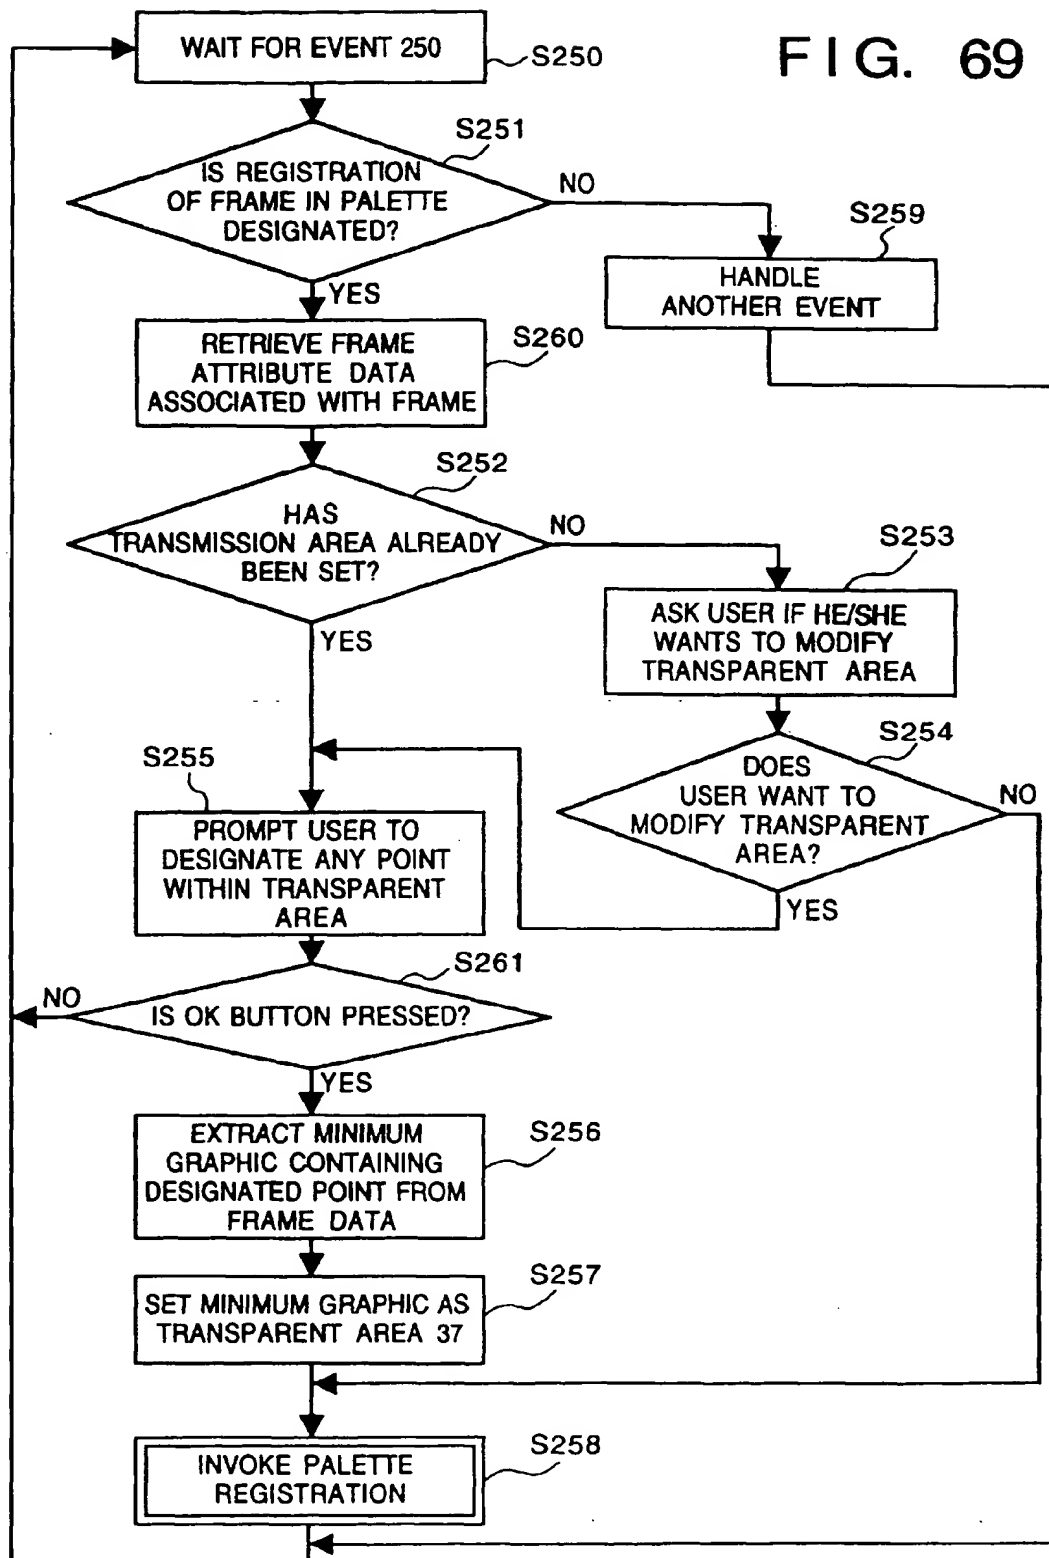 FIG. 69
WAIT FOR EVENT 250
S250
S251
IS REGISTRATION
OF FRAME IN PALETTE
DESIGNATED?
NO
YES
S259
HANDLE
ANOTHER EVENT
RETRIEVE FRAME
ATTRIBUTE DATA
ASSOCIATED WITH FRAME
S260
S252
HAS
TRANSMISSION AREA ALREADY
BEEN SET?
NO
YES
S253
ASK USER IF HE/SHE
WANTS TO MODIFY
TRANSPARENT AREA
S254
DOES
USER WANT TO
MODIFY TRANSPARENT
AREA?
NO
YES
S255
PROMPT USER TO
DESIGNATE ANY POINT
WITHIN TRANSPARENT
AREA
S261
IS OK BUTTON PRESSED?
NO
YES
EXTRACT MINIMUM
GRAPHIC CONTAINING
DESIGNATED POINT FROM
FRAME DATA
S256
SET MINIMUM GRAPHIC AS
TRANSPARENT AREA 37
S257
INVOKE PALETTE
REGISTRATION
S258